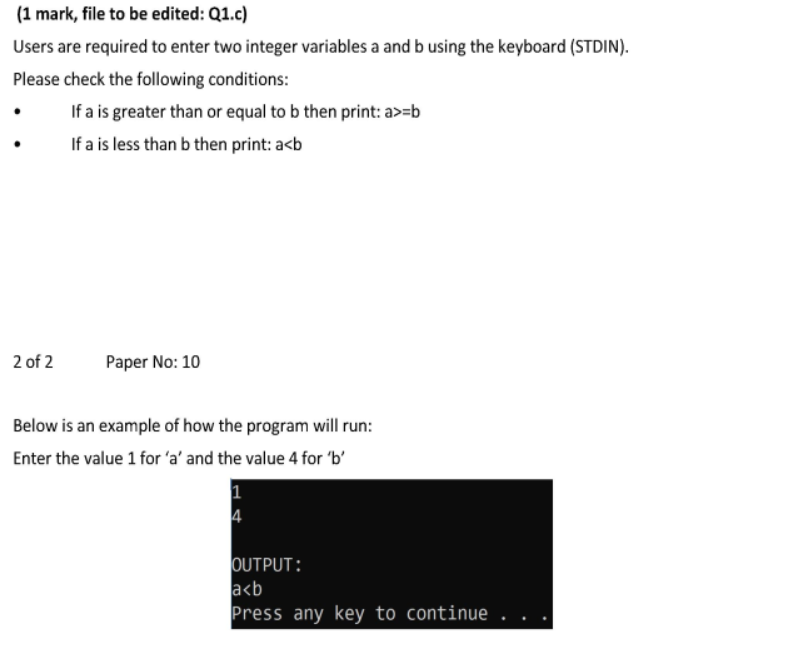 (1 mark, file to be edited: Q1.c)
Users are required to enter two integer variables a and b using the keyboard (STDIN).
Please check the following conditions:
• If a is greater than or equal to b then print: a>=b
• If a is less than b then print: a<b
2 of 2 Paper No: 10
Below is an example of how the program will run:
Enter the value 1 for ‘a’ and the value 4 for ‘b’
1
4
OUTPUT:
a<b
Press any key to continue . . .